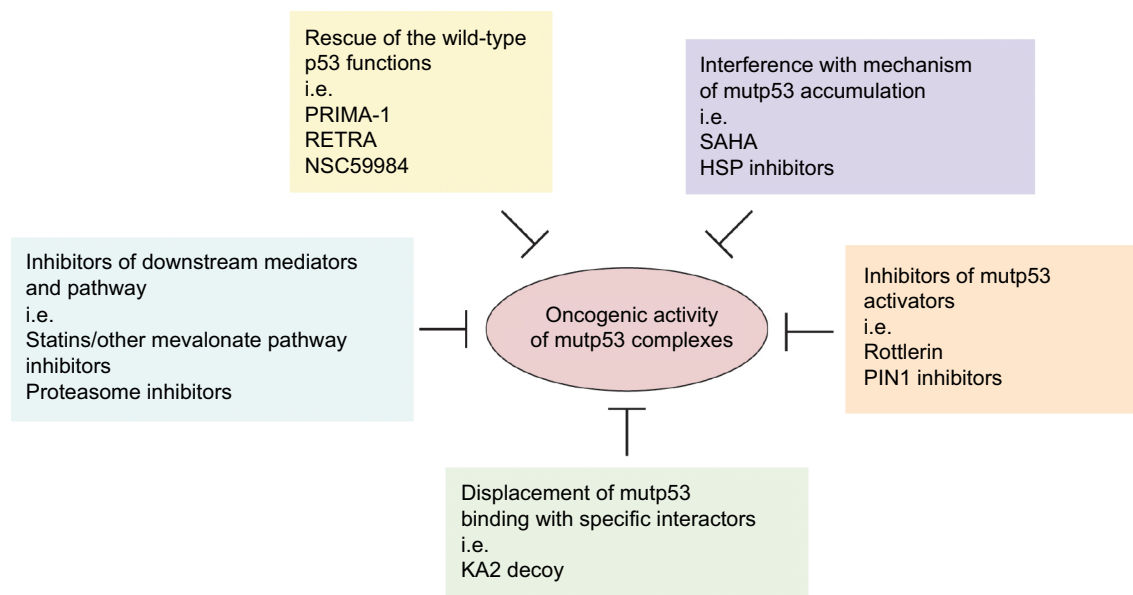 Rescue of the wild-type
p53 functions
i.e.
PRIMA-1
RETRA
NSC59984
Interference with mechanism
of mutp53 accumulation
i.e.
SAHA
HSP inhibitors
Inhibitors of downstream mediators
and pathway
i.e.
Statins/other mevalonate pathway
inhibitors
Proteasome inhibitors
Oncogenic activity
of mutp53 complexes
Inhibitors of mutp53
activators
i.e.
Rottlerin
PIN1 inhibitors
Displacement of mutp53
binding with specific interactors
i.e.
KA2 decoy